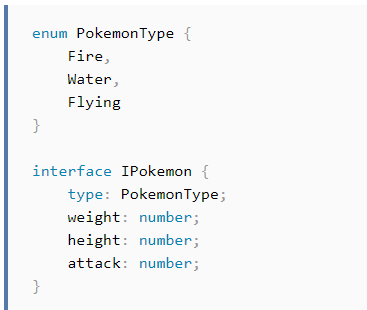 enum PokemonType {
    Fire,
    Water,
    Flying
}
interface IPokemon {
    type: PokemonType;
    weight: number;
    height: number;
    attack: number;
}